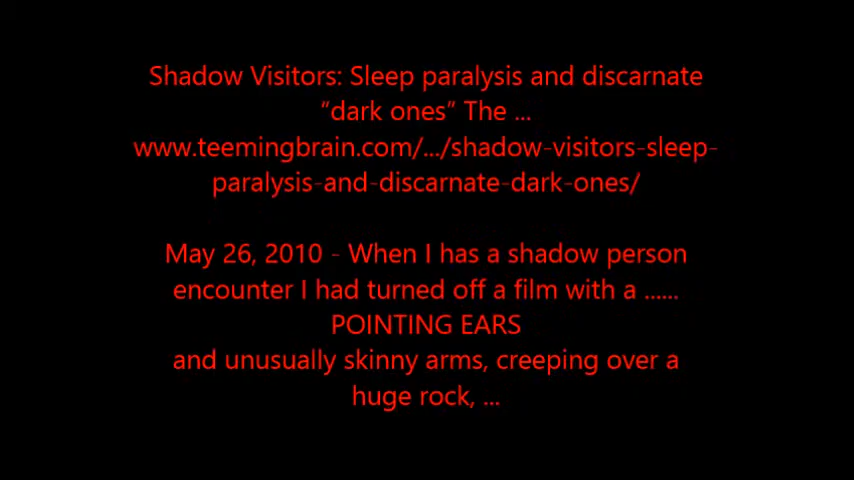 Shadow Visitors: Sleep paralysis and discarnate
“dark ones” The ...
www.teemingbrain.com/.../shadow-visitors-sleep-
paralysis-and-discarnate-dark-ones/
May 26, 2010 - When I has a shadow person
encounter I had turned off a film with a ......
POINTING EARS
and unusually skinny arms, creeping over a
huge rock, ...